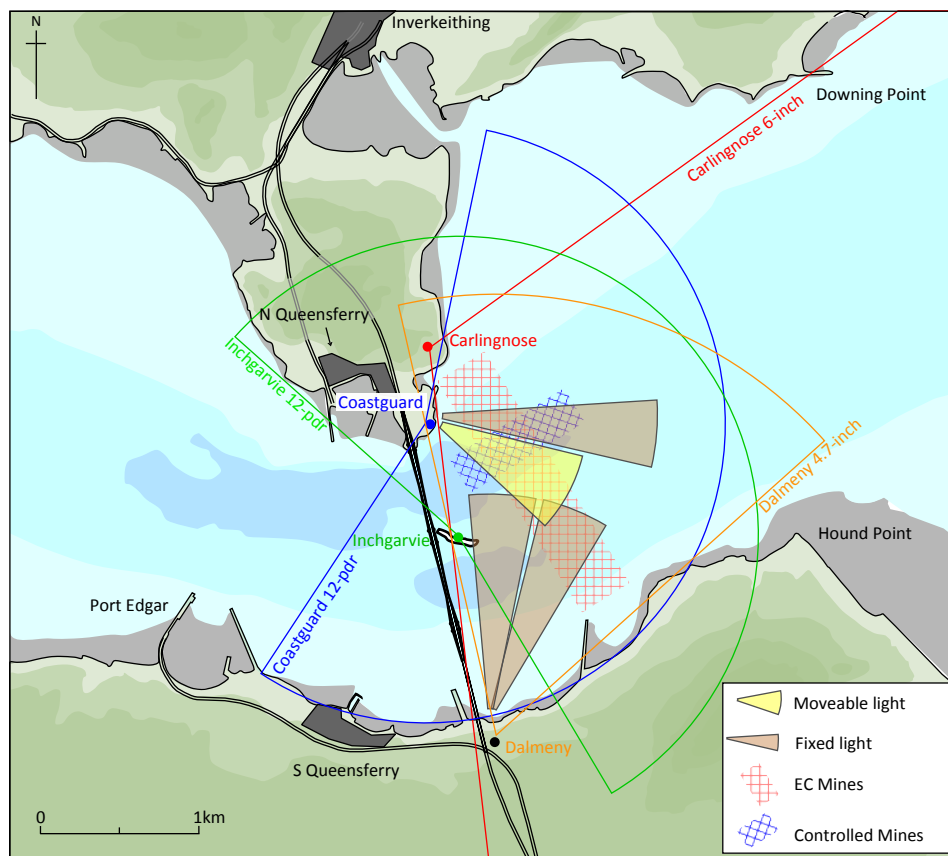 N
Inverkeithing
Downing Point
Carlingnose 6-inch
N Queensferry
Carlingnose
Inchgarvie 12-pdr
Coastguard
Dalmeny 4.7-inch
Hound Point
Inchgarvie
Port Edgar
Coastguard 12-pdr
Dalmeny
S Queensferry
Moveable light
Fixed light
EC Mines
Controlled Mines
0
1km